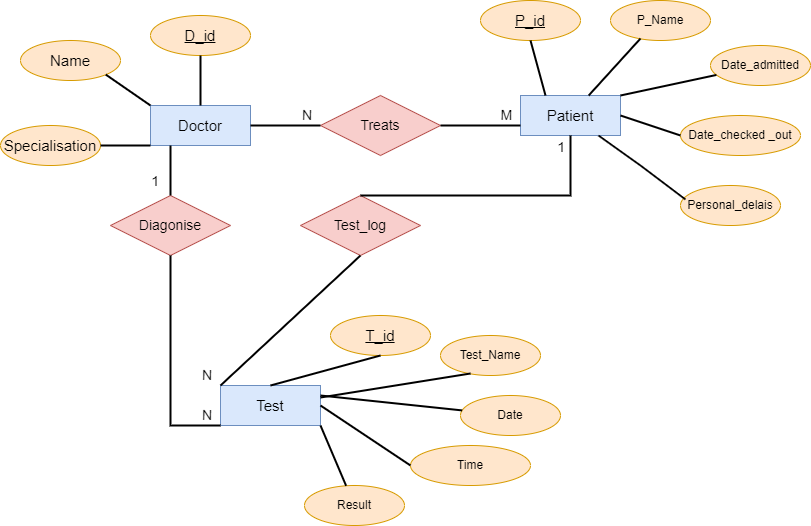 D_id
P_id
P_Name
Name
Date_admitted
N
M
Doctor
Treats
Patient
Date_checked _out
Specialisation
1
1
Personal_delais
Diagonise
Test_log
T_id
Test_Name
N
Test
N
Date
Time
Result